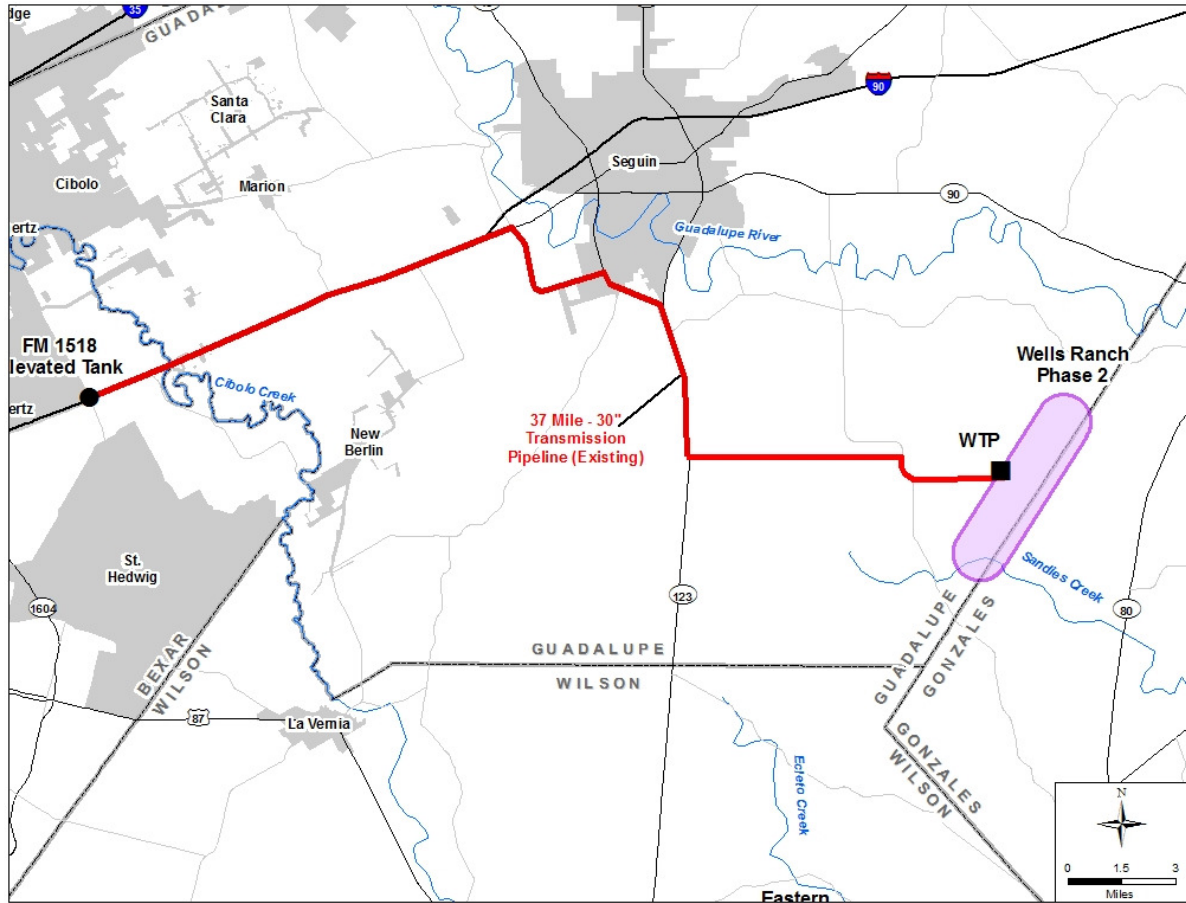 dge
35
GUADALUPE
Santa
Clara
90
Seguin
Cibolo
Marion
90
ertz
Guadalupe River
FM 1518
levated Tank
Wells Ranch
Phase 2
Cibolo Creek
ertz
37 Mile - 30"
Transmission
Pipeline (Existing)
New
Berlin
WTP
St.
Hedwig
Sandies Creek
1604
123
80
BEXAR
WILSON
GUADALUPE
WILSON
GUADALUPE
GONZALES
87
La Vernia
GONZALES
WILSON
Ecleto Creek
N
0 1.5 3
Miles
Eastern